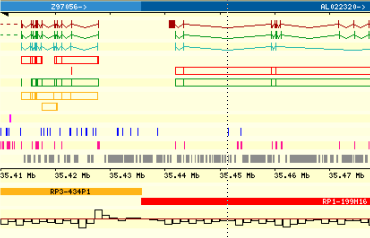 Z97056-> AL022320->
35.41 Mb 35.42 Mb 35.43 Mb 35.44 Mb 35.45 Mb 35.46 Mb 35.47 Mb
RP3-434P1
RP1-199H16